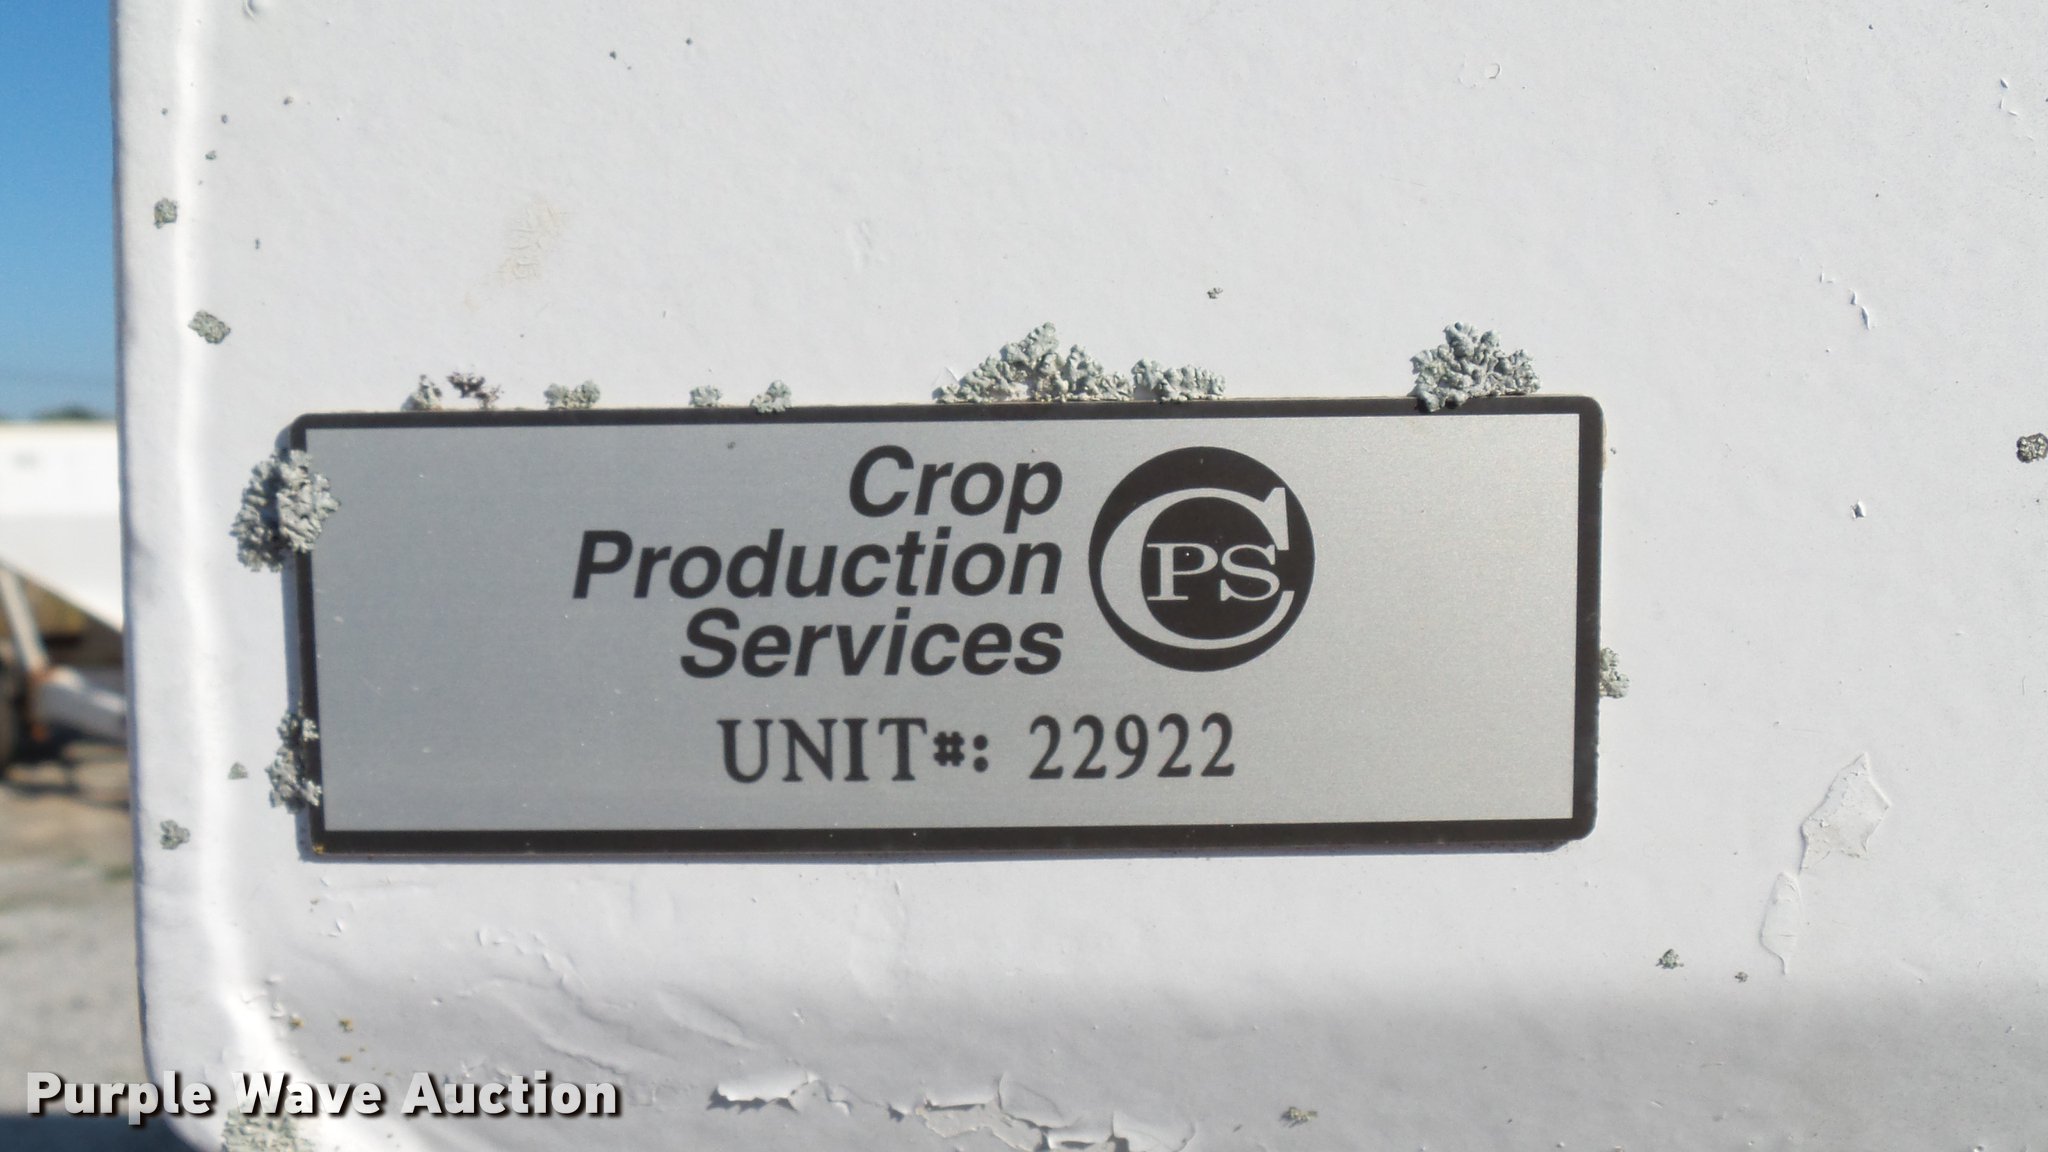 Crop
Production
Services
CPS
UNIT#: 22922
Purple Wave Auction